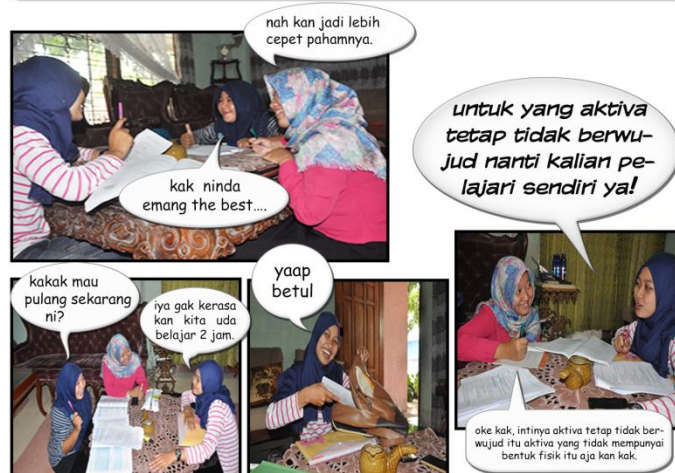 nah kan jadi lebih
cepet pahamnya.
kak ninda
emang the best....
untuk yang aktiva
tetap tidak berwu-
jud nanti kalian pe-
lajari sendiri ya!
kakak mau
pulang sekarang
ni?
iya gak kerasa
kan kita uda
belajar 2 jam.
yaap
betul
oke kak, intinya aktiva tetap tidak ber-
wujud itu aktiva yang tidak mempunyai
bentuk fisik itu aja kan kak.